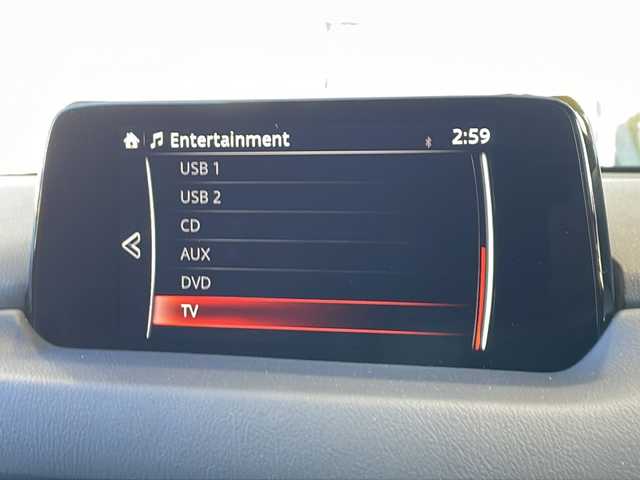 Entertainment 2:59
USB 1
USB 2
CD
AUX
DVD
TV